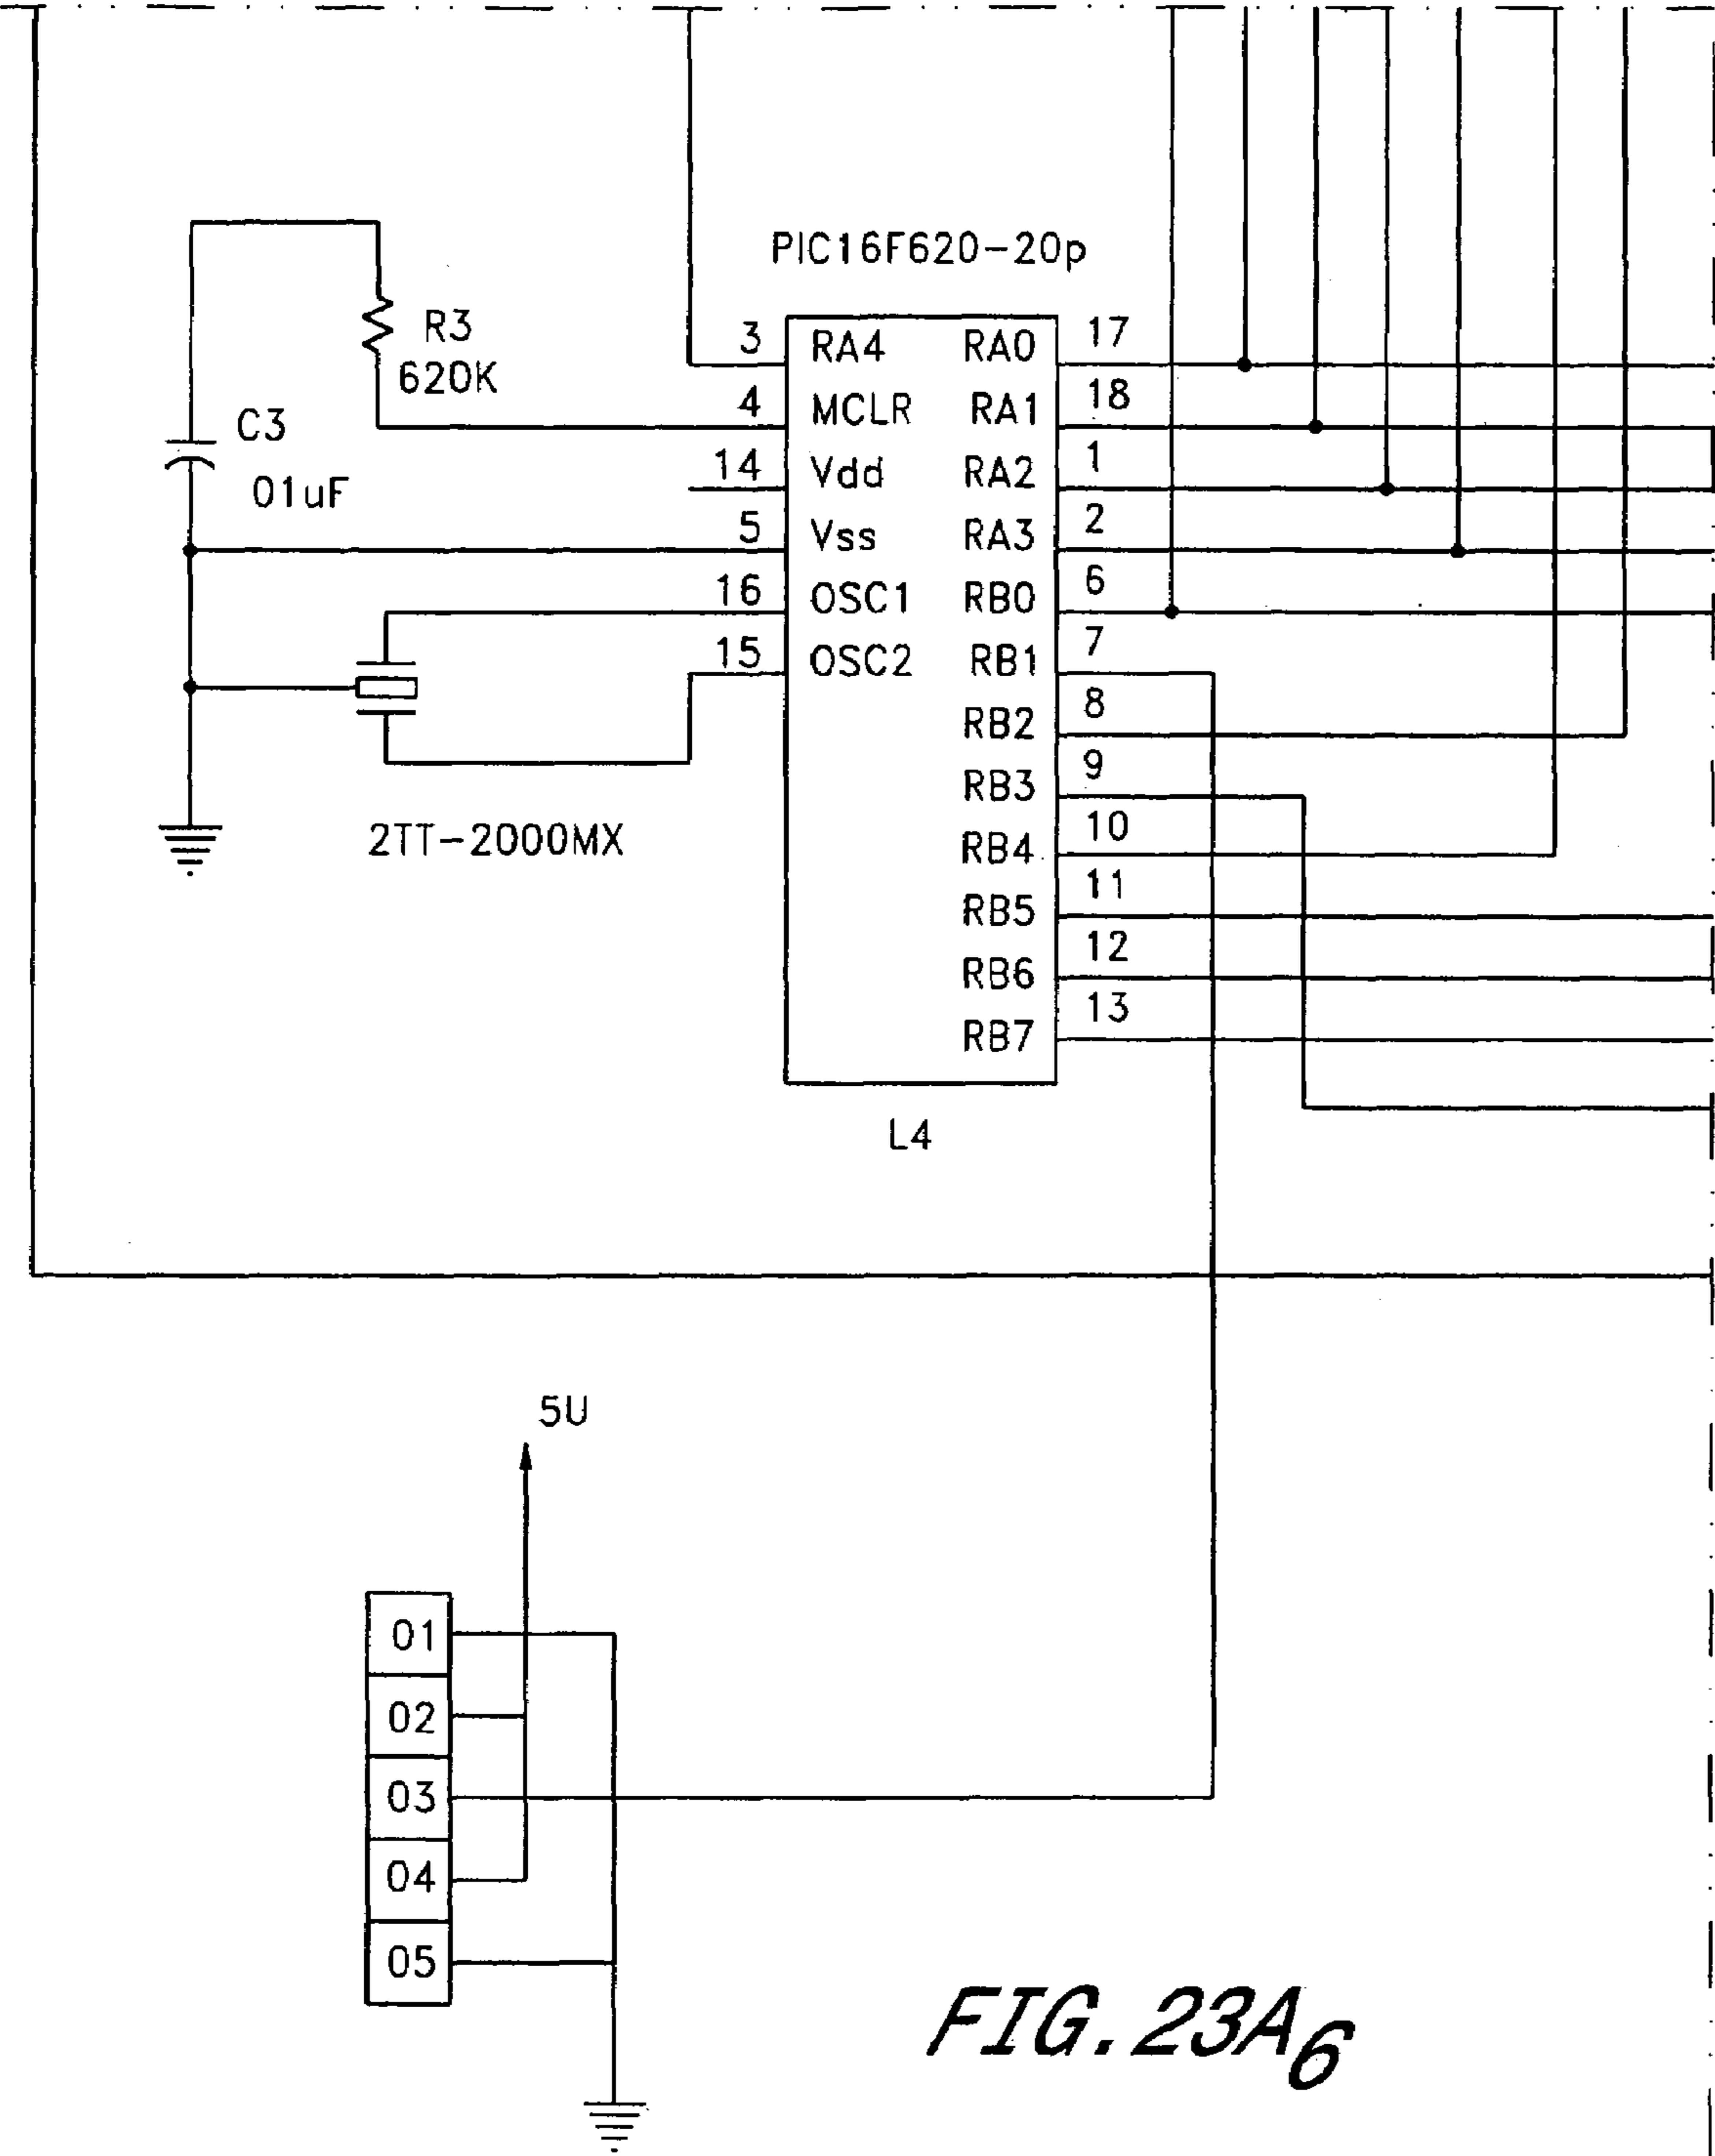 PIC16F620-20p
R3
620K
C3
01uF
3 RA4 RA0 17
4 MCLR RA1 18
14 Vdd RA2 1
5 Vss RA3 2
16 OSC1 RB0 6
15 OSC2 RB1 7
RB2 8
RB3 9
RB4 10
RB5 11
RB6 12
RB7 13
2TT-2000MX
L4
5U
01
02
03
04
05
FIG. 23A6